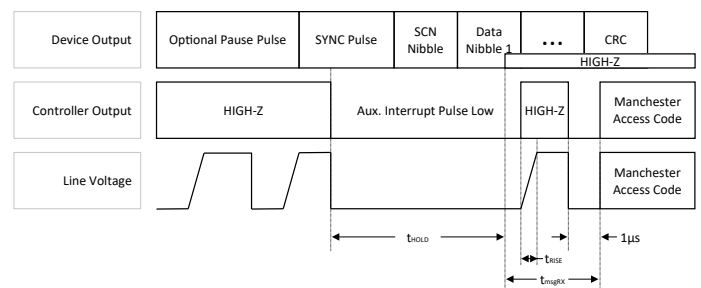 Device Output
Optional Pause Pulse
SYNC Pulse
SCN
Nibble
Data
Nibble 1
...
CRC
HIGH-Z
Controller Output
HIGH-Z
Aux. Interrupt Pulse Low
HIGH-Z
Manchester
Access Code
Line Voltage
Manchester
Access Code
tHOLD
1µs
tRISE
tmsgRX